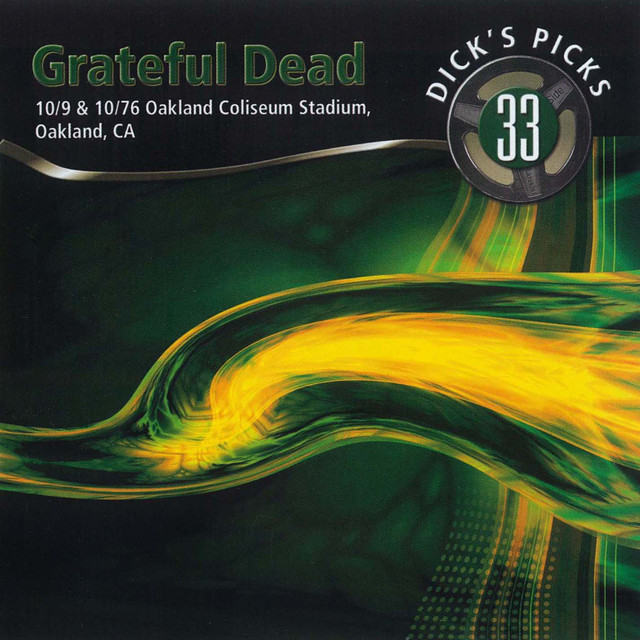 Grateful Dead
10/9 & 10/76 Oakland Coliseum Stadium,
Oakland, CA
DICK'S PICKS
33